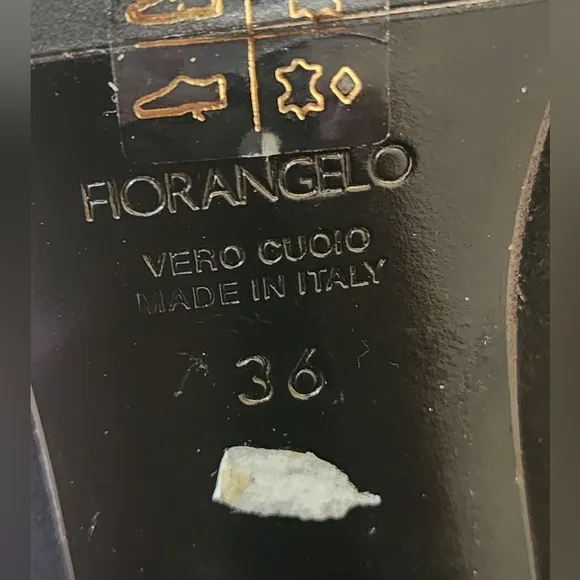 FIORANGELO
VERO CUOIO
MADE IN ITALY
36